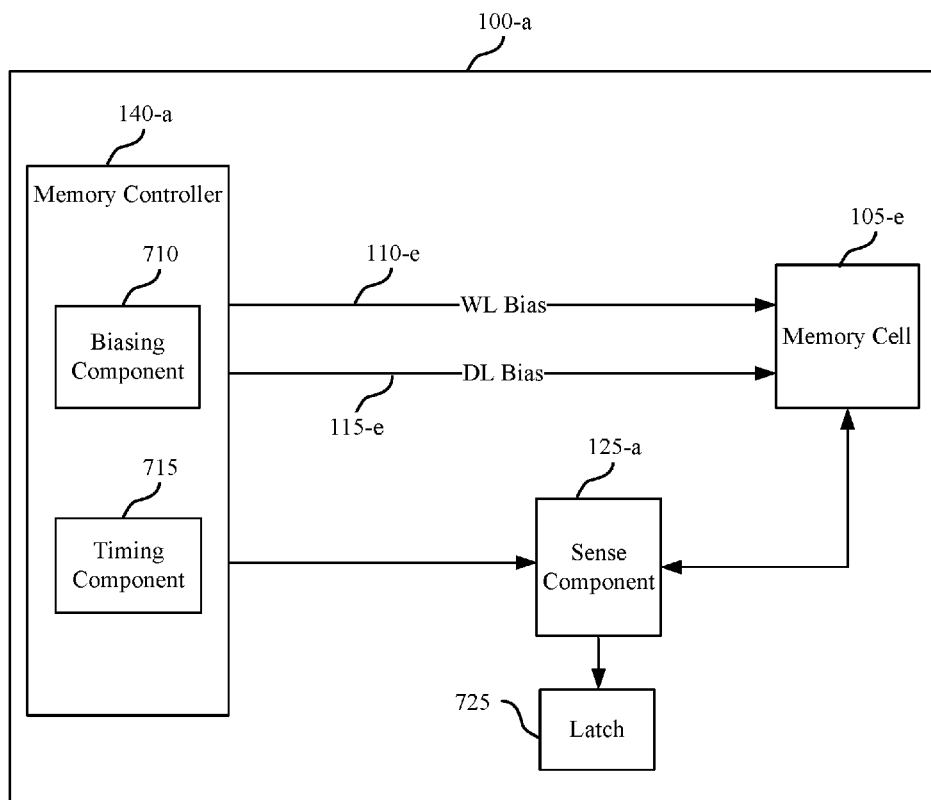 100-a
140-a
Memory Controller
105-e
710
110-e
WL Bias
Memory Cell
Biasing
Component
DL Bias
115-e
125-a
715
Timing
Component
Sense
Component
725
Latch